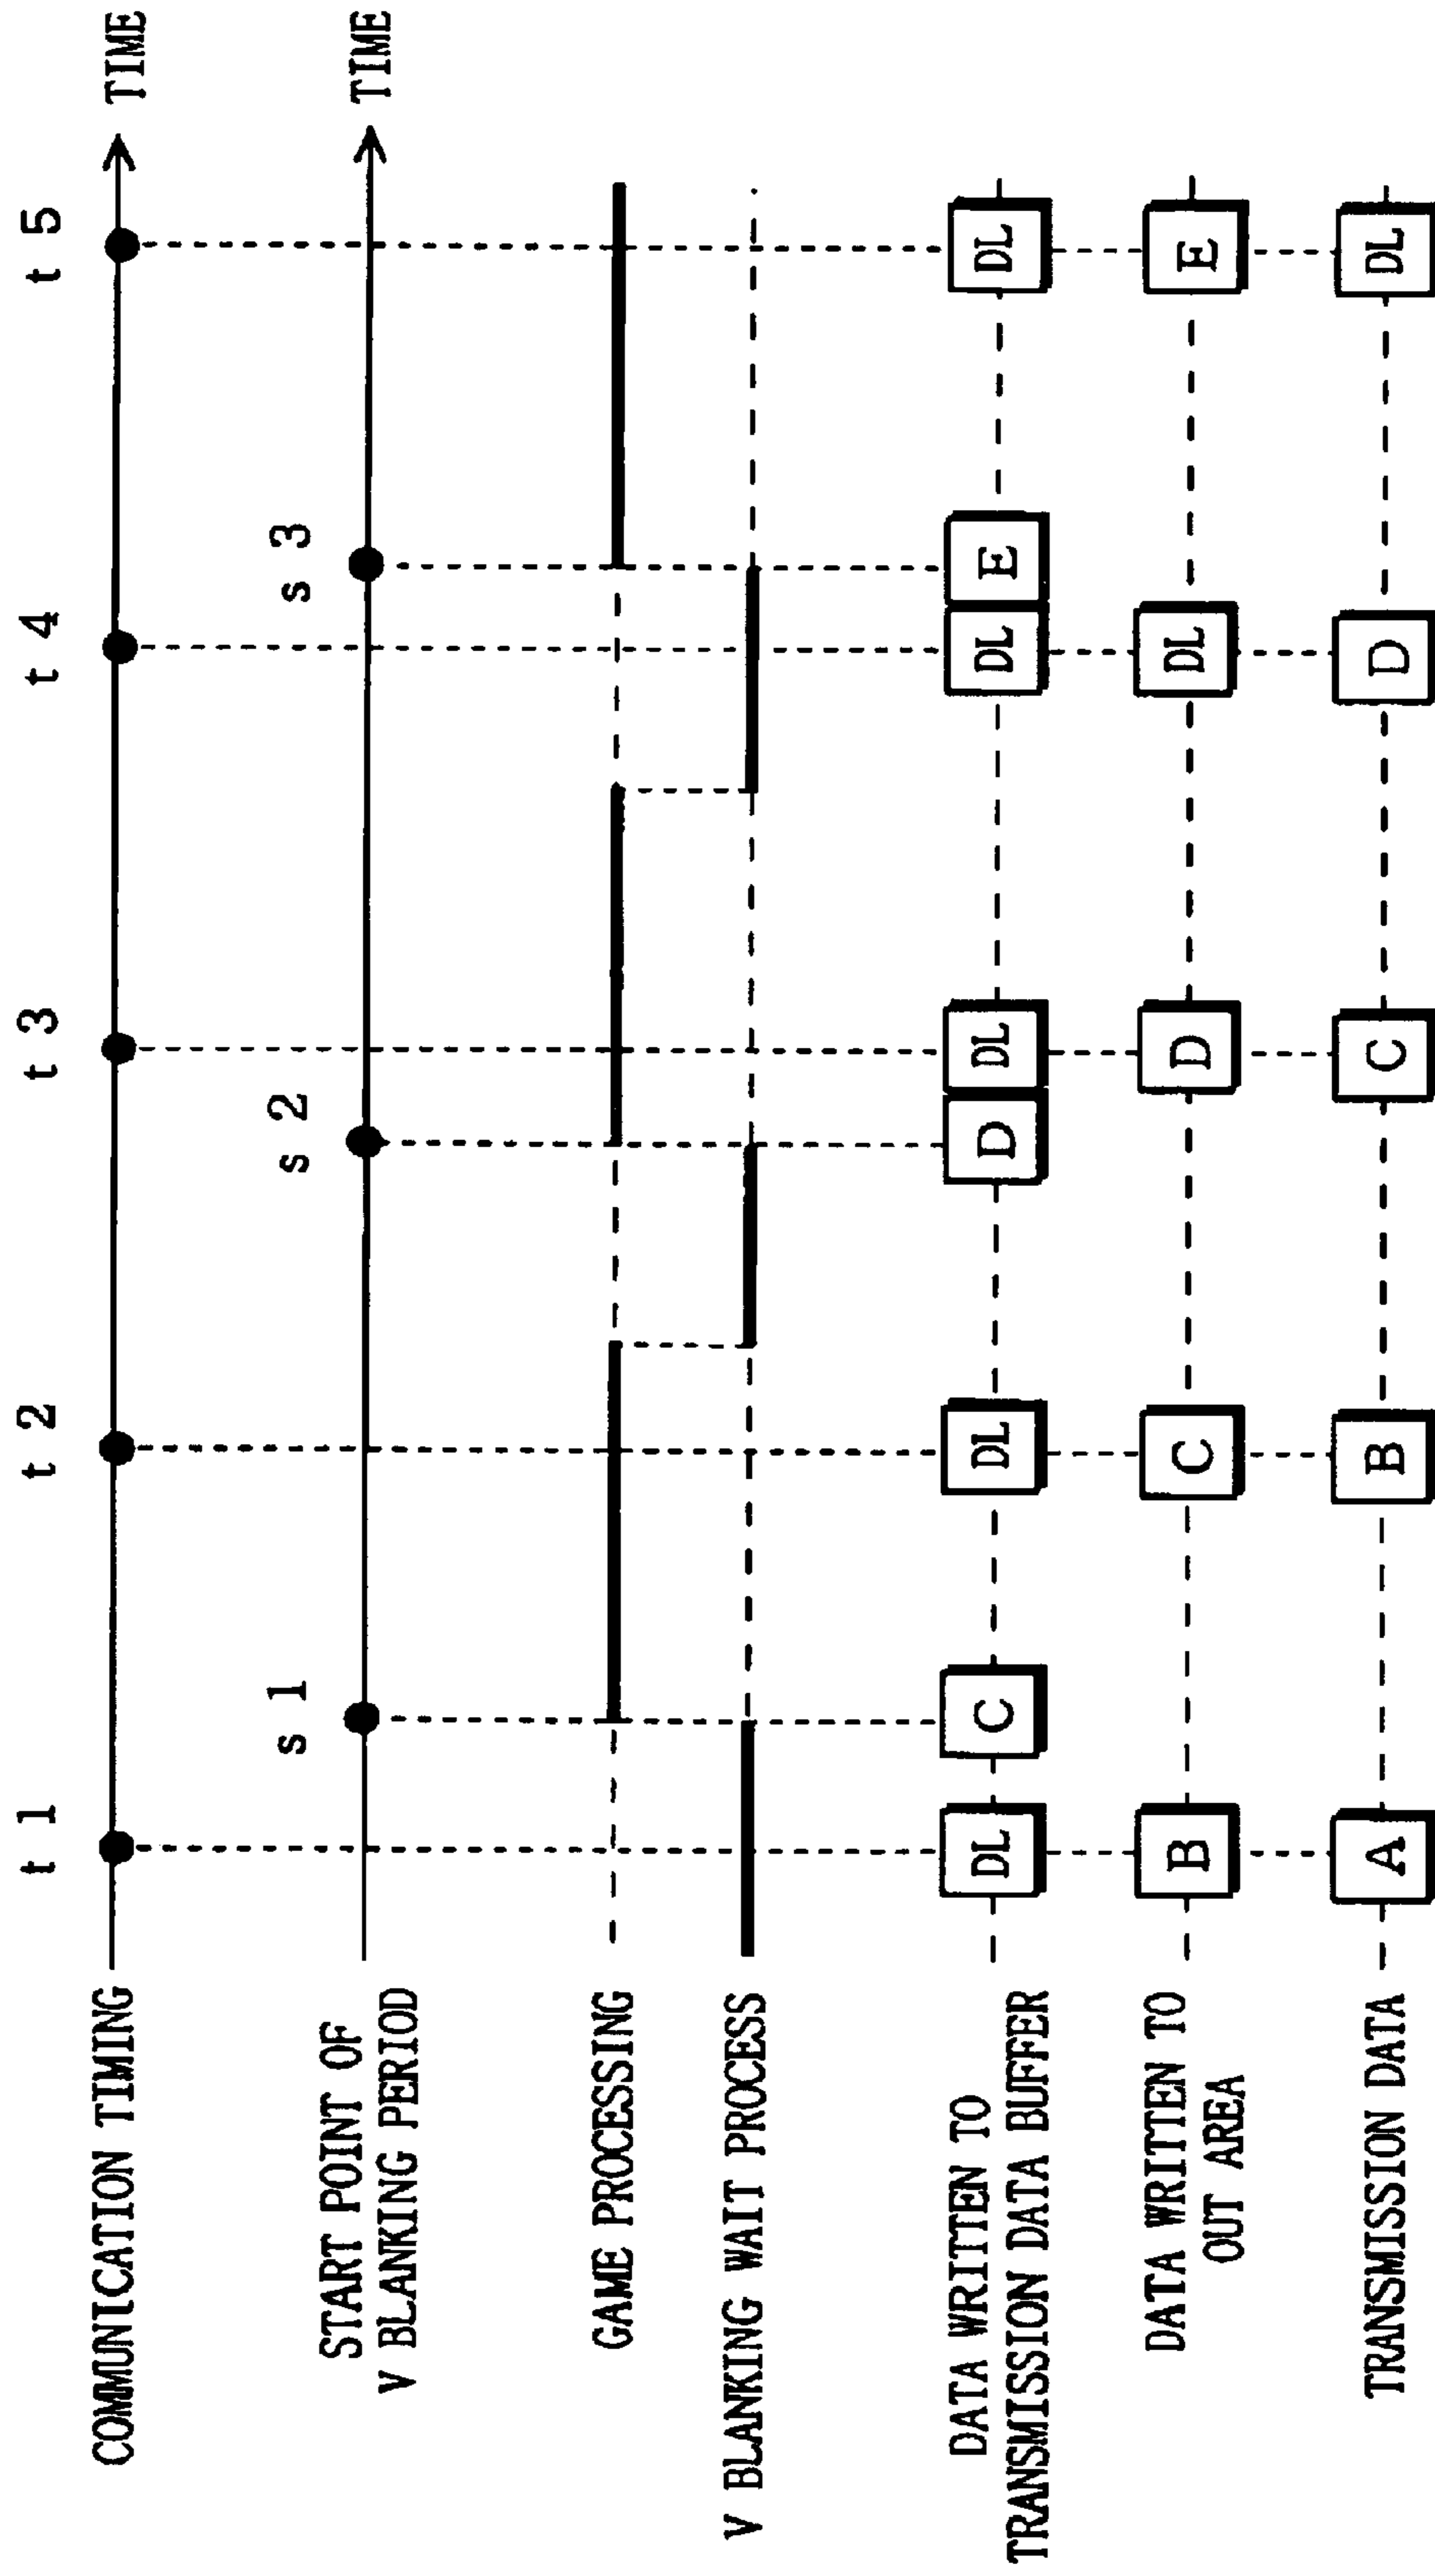 t 1 t 2 t 3 t 4 t 5
COMMUNICATION TIMING TIME
s 1 s 2 s 3
START POINT OF
V BLANKING PERIOD TIME
GAME PROCESSING
V BLANKING WAIT PROCESS
DATA WRITTEN TO
TRANSMISSION DATA BUFFER
DL C DL D DL DL E DL
DATA WRITTEN TO
OUT AREA
B C D DL E
TRANSMISSION DATA
A B C D DL